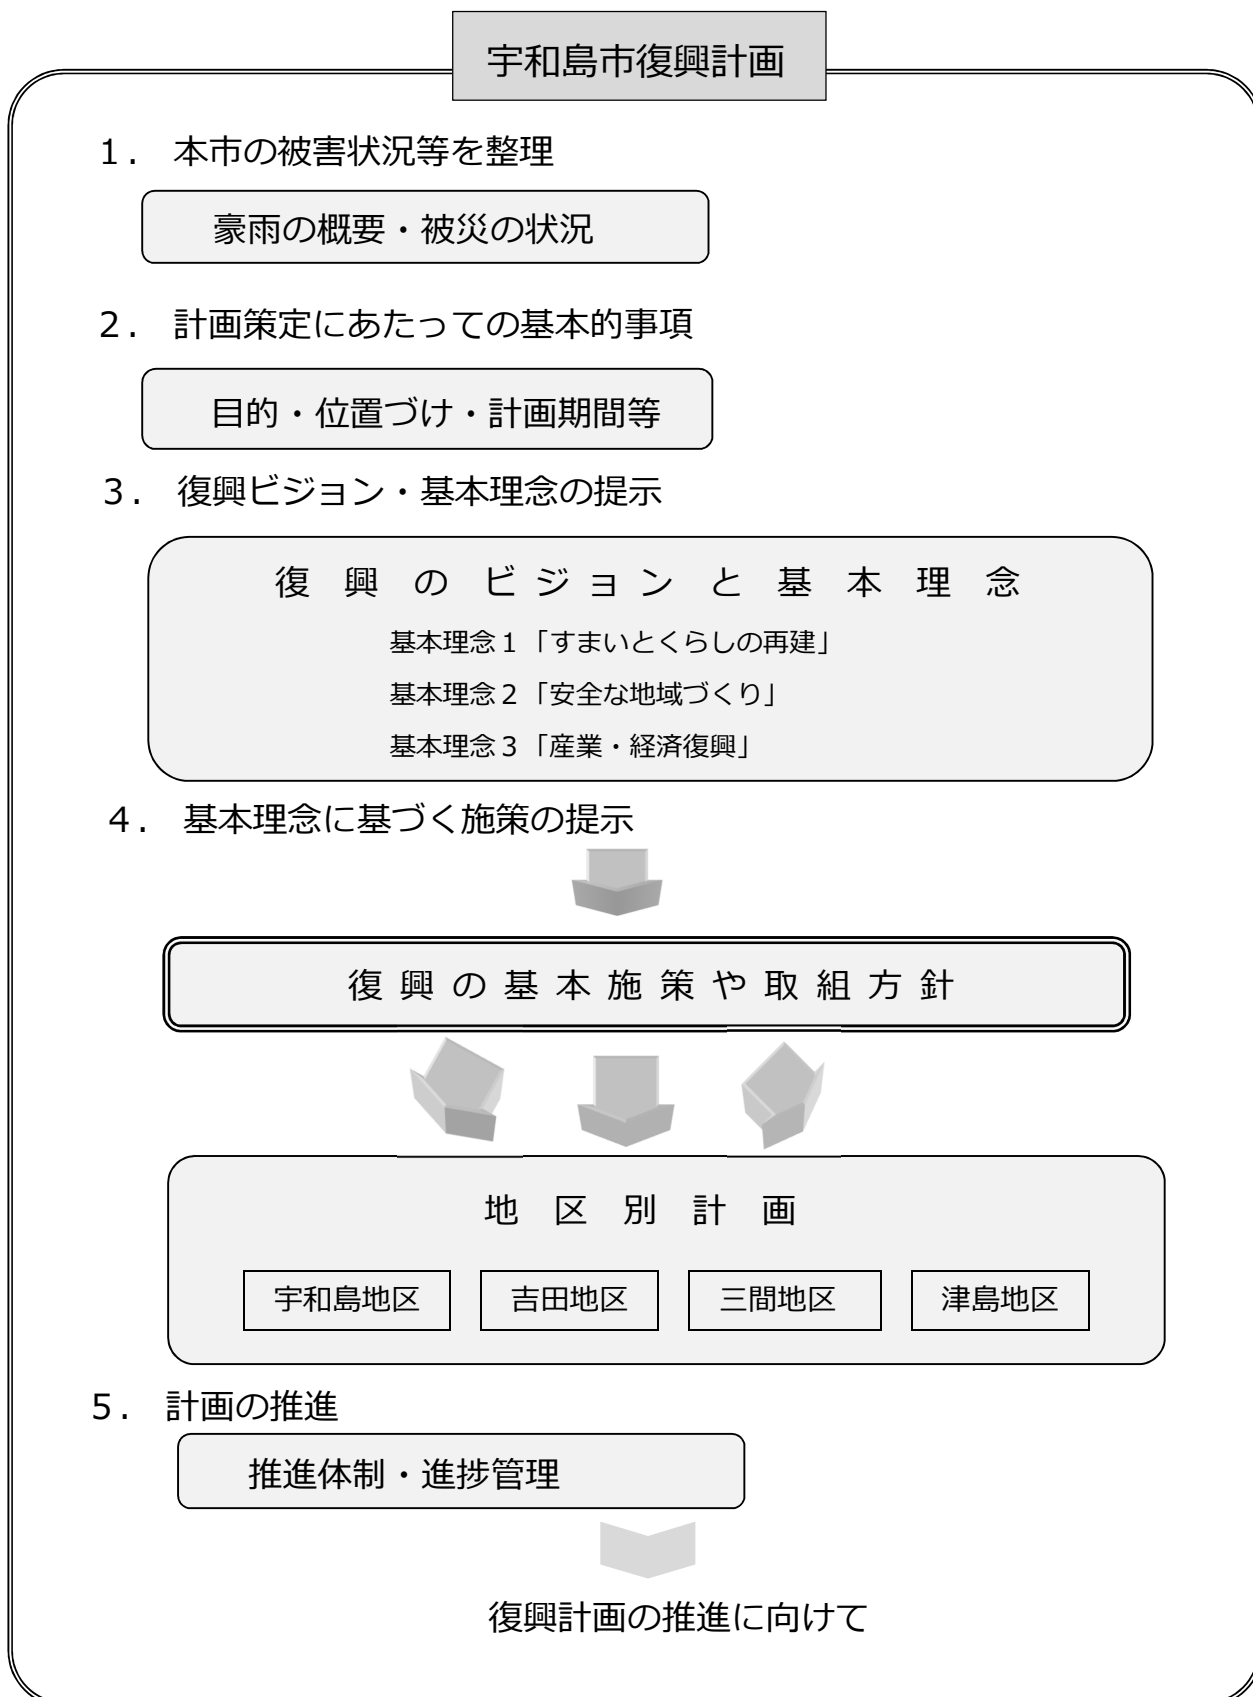 宇和島市復興計画
１． 本市の被害状況等を整理
豪雨の概要・被災の状況
２． 計画策定にあたっての基本的事項
目的・位置づけ・計画期間等
３． 復興ビジョン・基本理念の提示
復興のビジョンと基本理念
基本理念１「すまいとくらしの再建」
基本理念２「安全な地域づくり」
基本理念３「産業・経済復興」
４． 基本理念に基づく施策の提示
復興の基本施策や取組方針
地区別計画
宇和島地区 吉田地区 三間地区 津島地区
５． 計画の推進
推進体制・進捗管理
復興計画の推進に向けて